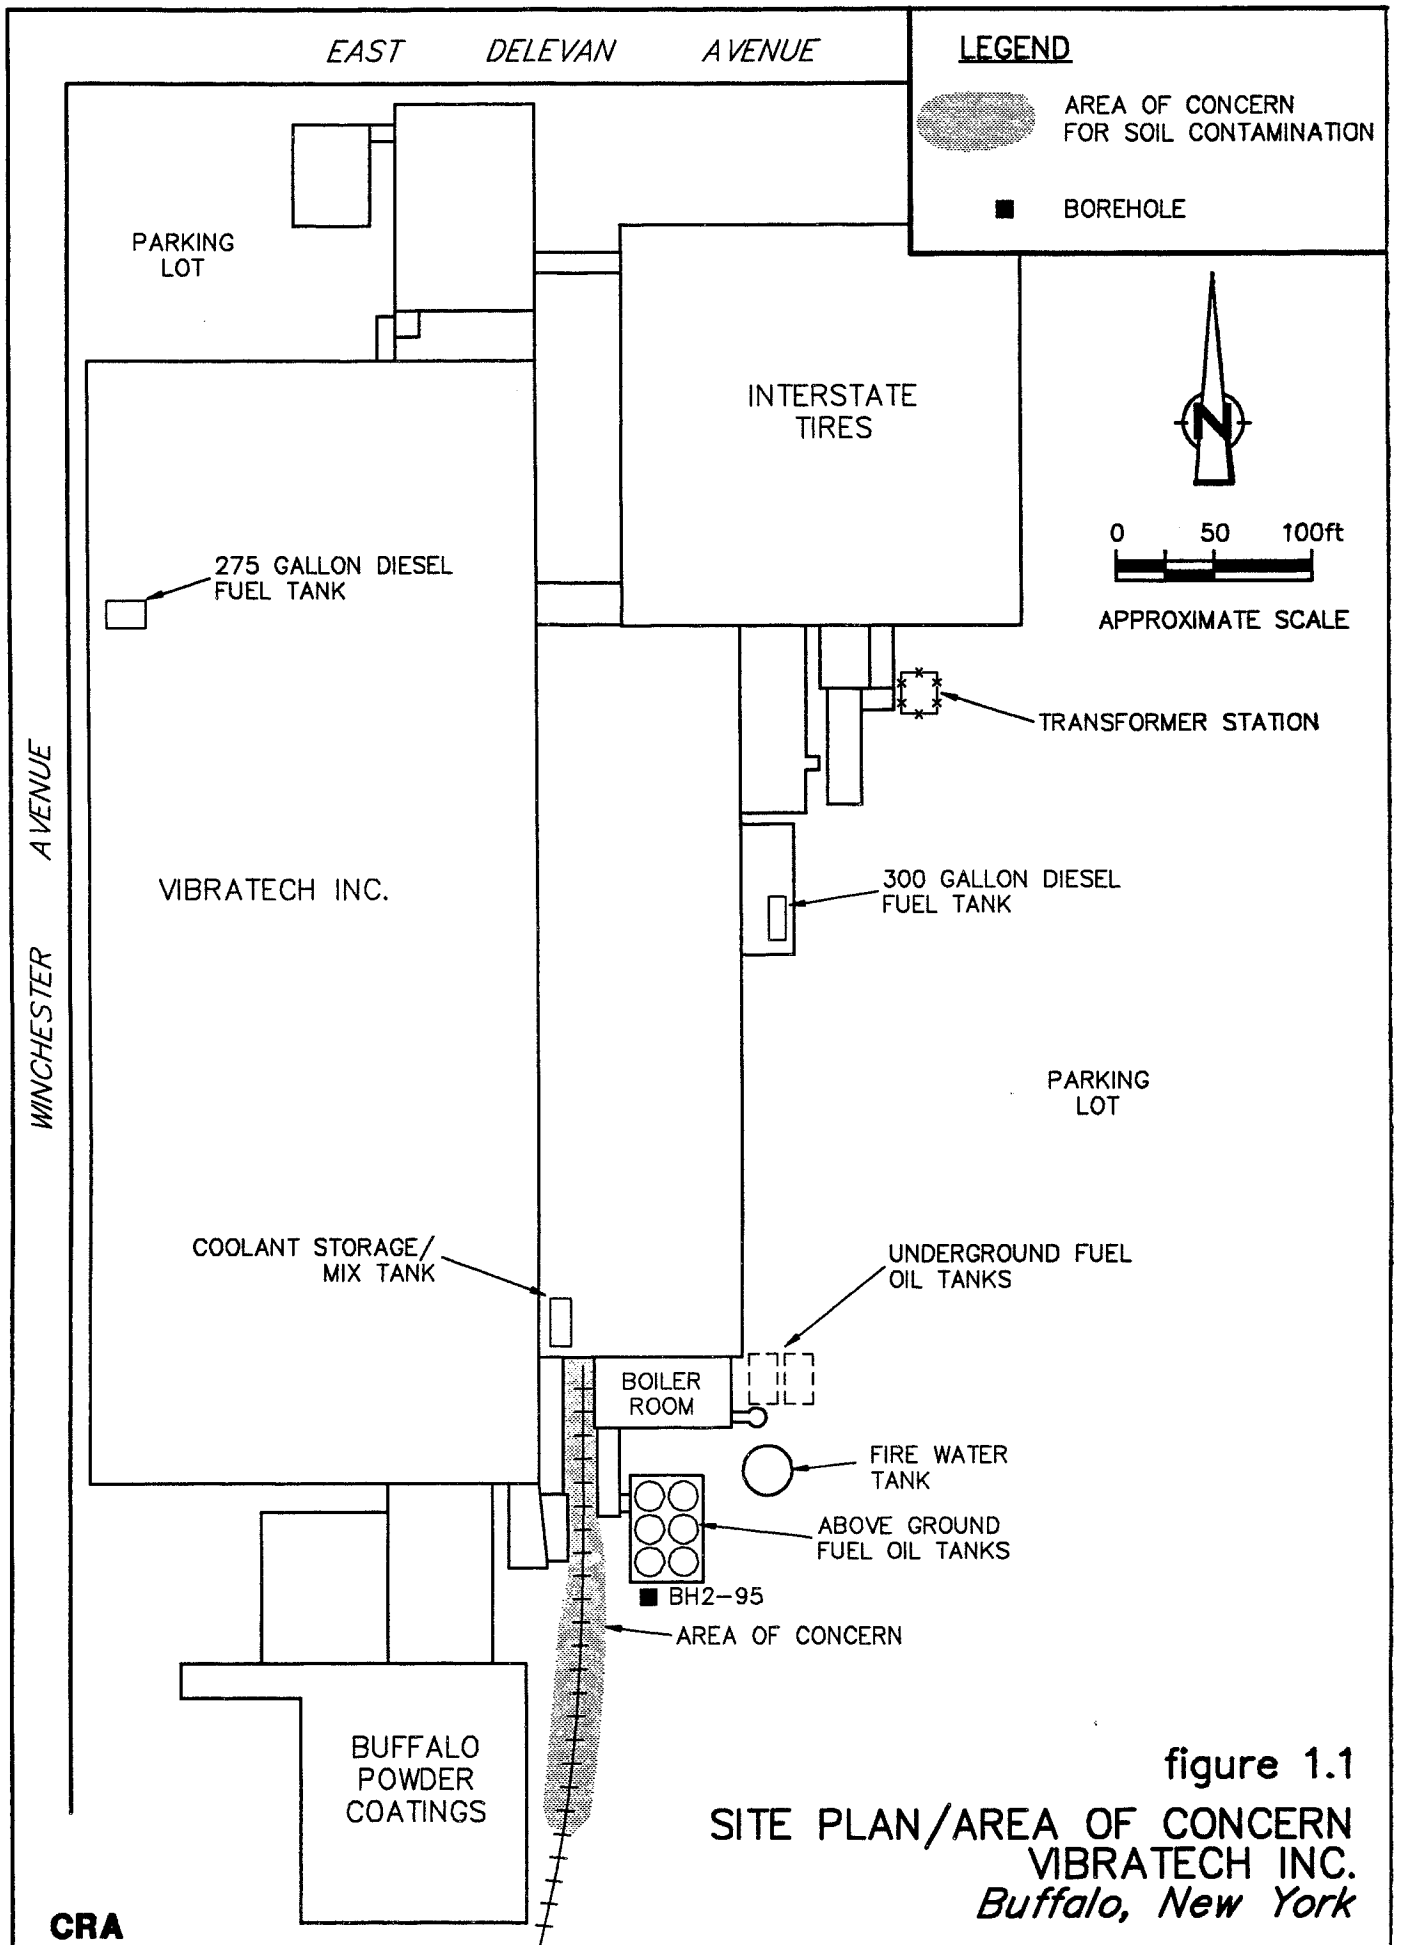 EAST DELEVAN AVENUE
LEGEND
AREA OF CONCERN
FOR SOIL CONTAMINATION
BOREHOLE
PARKING
LOT
INTERSTATE
TIRES
N
0 50 100ft
APPROXIMATE SCALE
275 GALLON DIESEL
FUEL TANK
TRANSFORMER STATION
WINCHESTER AVENUE
VIBRATECH INC.
300 GALLON DIESEL
FUEL TANK
PARKING
LOT
COOLANT STORAGE/
MIX TANK
UNDERGROUND FUEL
OIL TANKS
BOILER
ROOM
FIRE WATER
TANK
ABOVE GROUND
FUEL OIL TANKS
BH2-95
AREA OF CONCERN
BUFFALO
POWDER
COATINGS
figure 1.1
SITE PLAN/AREA OF CONCERN
VIBRATECH INC.
Buffalo, New York
CRA